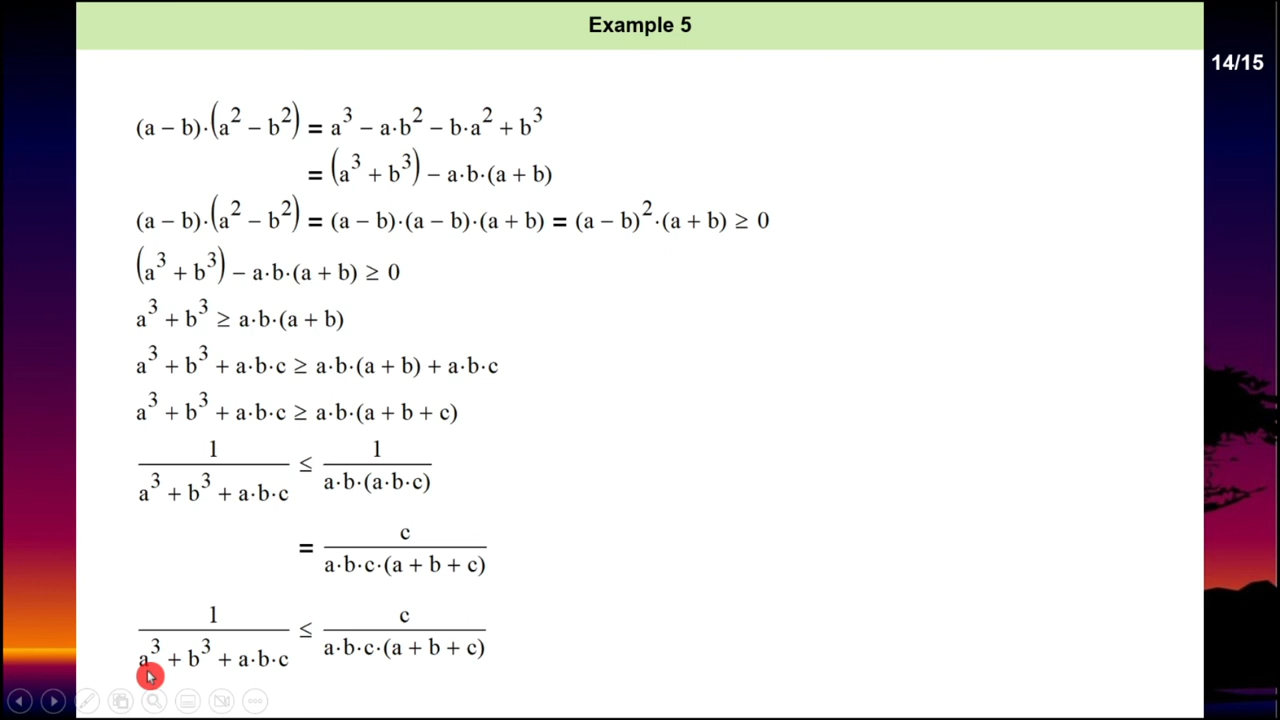 Example 5
14/15
(a − b)·(a² − b²) = a³ − a·b² − b·a² + b³
= (a³ + b³) − a·b·(a + b)
(a − b)·(a² − b²) = (a − b)·(a − b)·(a + b) = (a − b)²·(a + b) ≥ 0
(a³ + b³) − a·b·(a + b) ≥ 0
a³ + b³ ≥ a·b·(a + b)
a³ + b³ + a·b·c ≥ a·b·(a + b) + a·b·c
a³ + b³ + a·b·c ≥ a·b·(a + b + c)
1/(a³ + b³ + a·b·c) ≤ 1/(a·b·(a·b·c))
= c/(a·b·c·(a + b + c))
1/(a³ + b³ + a·b·c) ≤ c/(a·b·c·(a + b + c))